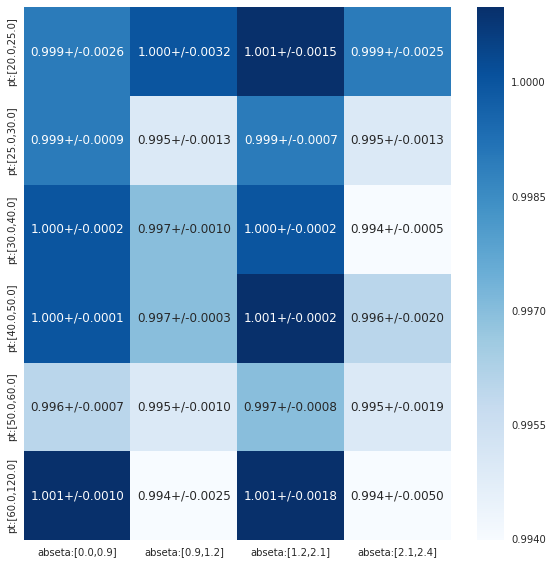 pt:[20.0,25.0] 0.999+/-0.0026 1.000+/-0.0032 1.001+/-0.0015 0.999+/-0.0025
pt:[25.0,30.0] 0.999+/-0.0009 0.995+/-0.0013 0.999+/-0.0007 0.995+/-0.0013
pt:[30.0,40.0] 1.000+/-0.0002 0.997+/-0.0010 1.000+/-0.0002 0.994+/-0.0005
pt:[40.0,50.0] 1.000+/-0.0001 0.997+/-0.0003 1.001+/-0.0002 0.996+/-0.0020
pt:[50.0,60.0] 0.996+/-0.0007 0.995+/-0.0010 0.997+/-0.0008 0.995+/-0.0019
pt:[60.0,120.0] 1.001+/-0.0010 0.994+/-0.0025 1.001+/-0.0018 0.994+/-0.0050
abseta:[0.0,0.9] abseta:[0.9,1.2] abseta:[1.2,2.1] abseta:[2.1,2.4]
1.0000
0.9985
0.9970
0.9955
0.9940